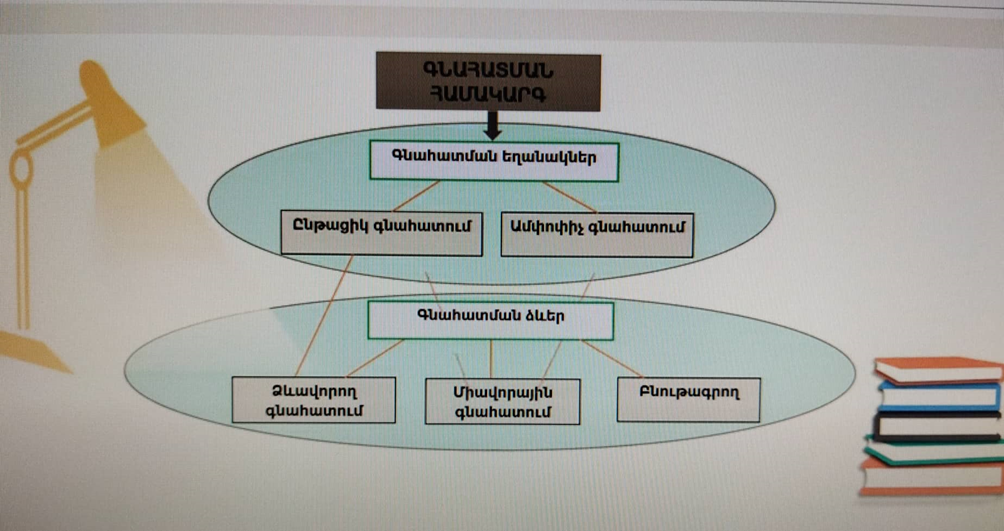 ԳՆԱՀԱՏՄԱՆ
ՀԱՄԱԿԱՐԳ
Գնահատման եղանակներ
Ընթացիկ գնահատում
Ամփոփիչ գնահատում
Գնահատման ձևեր
Ձևավորող
գնահատում
Միավորային
գնահատում
Բնութագրող